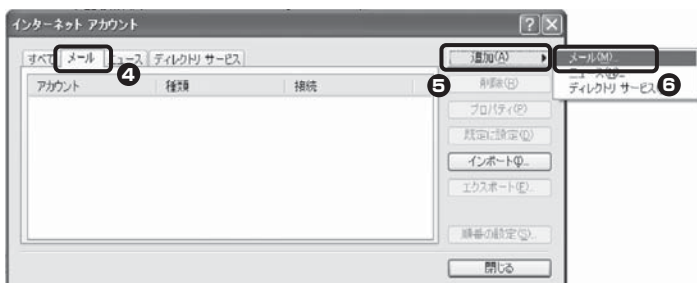 インターネット アカウント
すべて メール ニュース ディレクトリ サービス
❹
アカウント 種類 接続
追加(A)
❺
削除(R)
プロパティ(P)
既定に設定(D)
インポート(I)...
エクスポート(E)...
順番の設定(S)...
閉じる
メール(M)...
ニュース(N)...
ディレクトリ サービス
❻